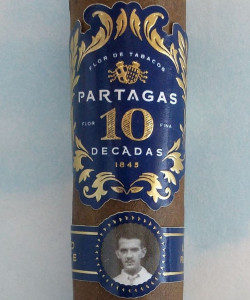 FLOR DE TABACOS
PARTAGAS
FLOR 10 FINA
DECADAS
1845